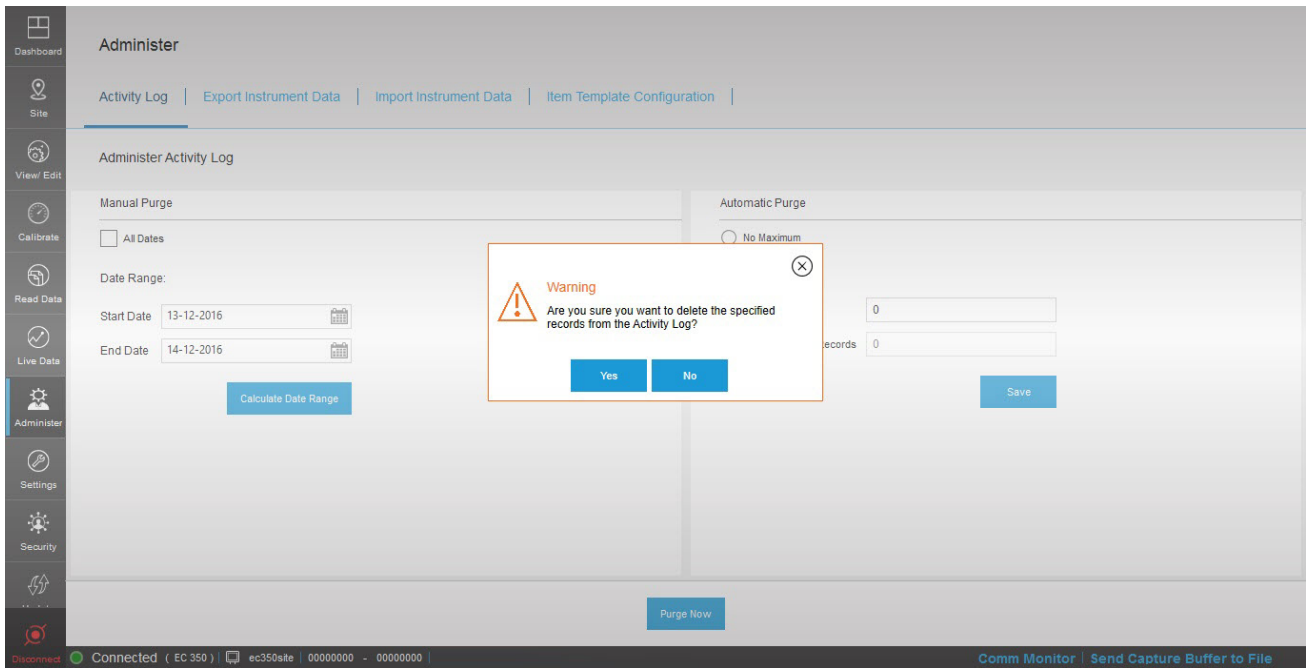 Dashboard
Site
View/ Edit
Calibrate
Read Data
Live Data
Administer
Settings
Security
Disconnect
Administer
Activity Log | Export Instrument Data | Import Instrument Data | Item Template Configuration |
Administer Activity Log
Manual Purge
All Dates
Date Range:
Start Date 13-12-2016
End Date 14-12-2016
Calculate Date Range
Automatic Purge
No Maximum
0
0
Save
Warning
Are you sure you want to delete the specified
records from the Activity Log?
Yes No
Purge Now
Connected ( EC 350 ) | ec350site | 00000000 - 00000000 |
Comm Monitor | Send Capture Buffer to File